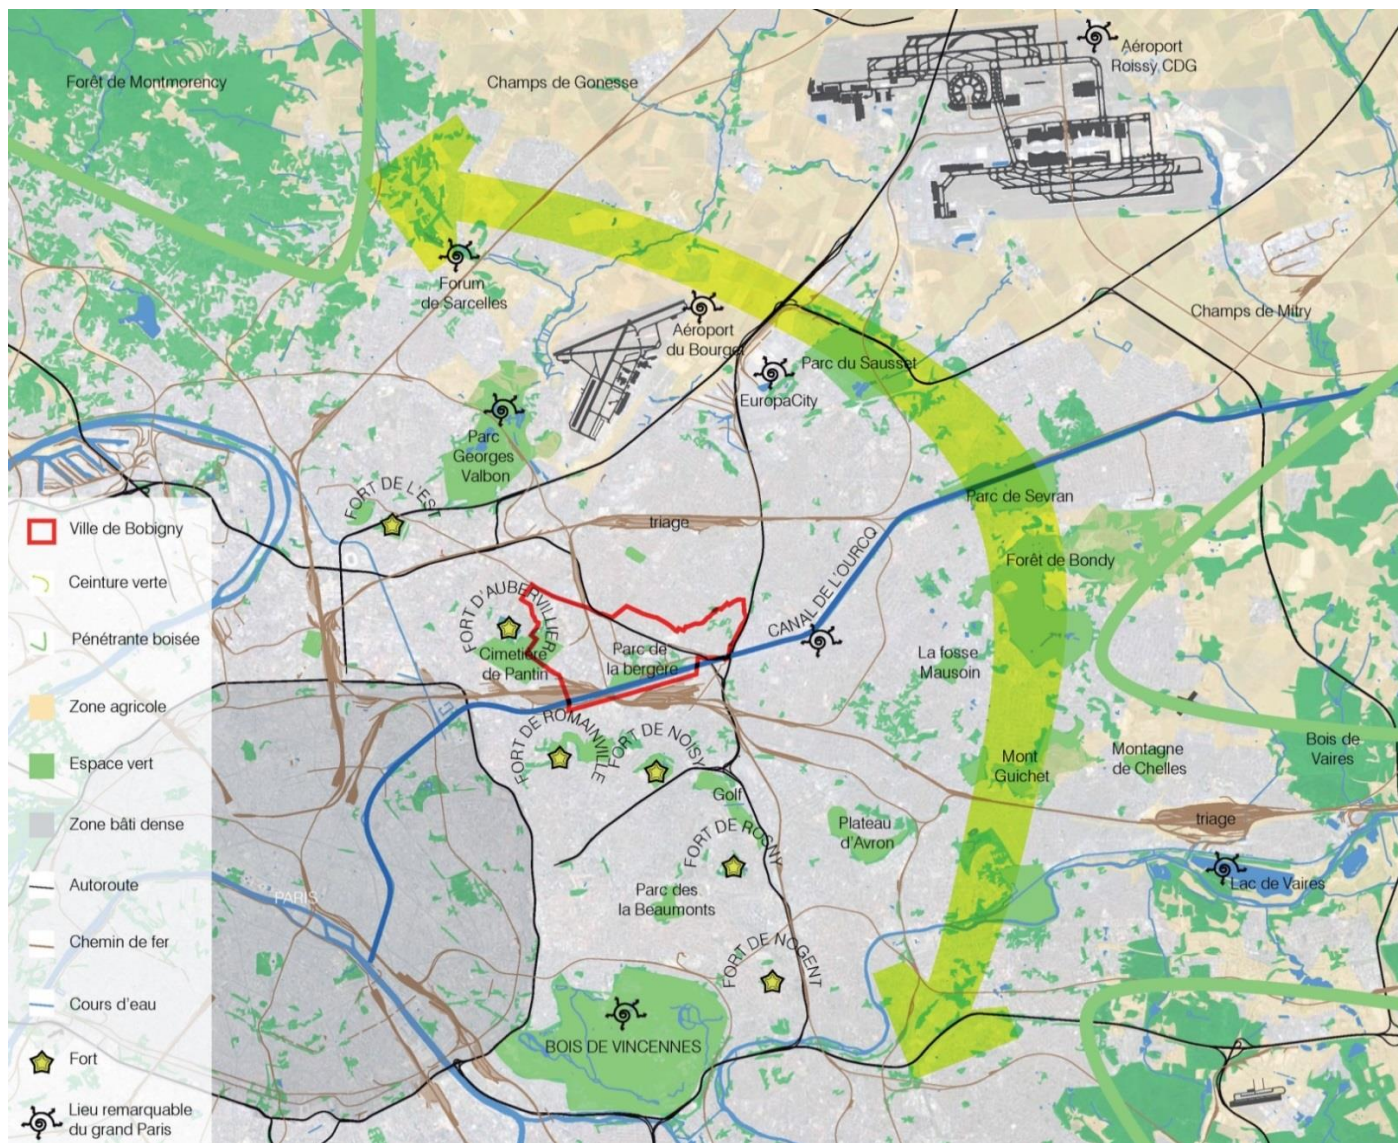 Forêt de Montmorency
Champs de Gonesse
Aéroport
Roissy CDG
Forum
de Sarcelles
Aéroport
du Bourget
Champs de Mitry
Parc du Sausset
EuropaCity
Parc
Georges
Valbon
FORT DE L'EST
triage
Parc de Sevran
CANAL DE L'OURCQ
Forêt de Bondy
FORT D'AUBERVILLIER
Cimetière
de Pantin
Parc de
la bergère
La fosse
Mausoin
FORT DE ROMAINVILLE
FORT DE NOISY
Golf
Mont
Guichet
Montagne
de Chelles
Bois de
Vaires
triage
Plateau
d'Avron
FORT DE ROSNY
Lac de Vaires
Parc des
la Beaumonts
PARIS
FORT DE NOGENT
BOIS DE VINCENNES
Ville de Bobigny
Ceinture verte
Pénétrante boisée
Zone agricole
Espace vert
Zone bâti dense
Autoroute
Chemin de fer
Cours d'eau
Fort
Lieu remarquable
du grand Paris